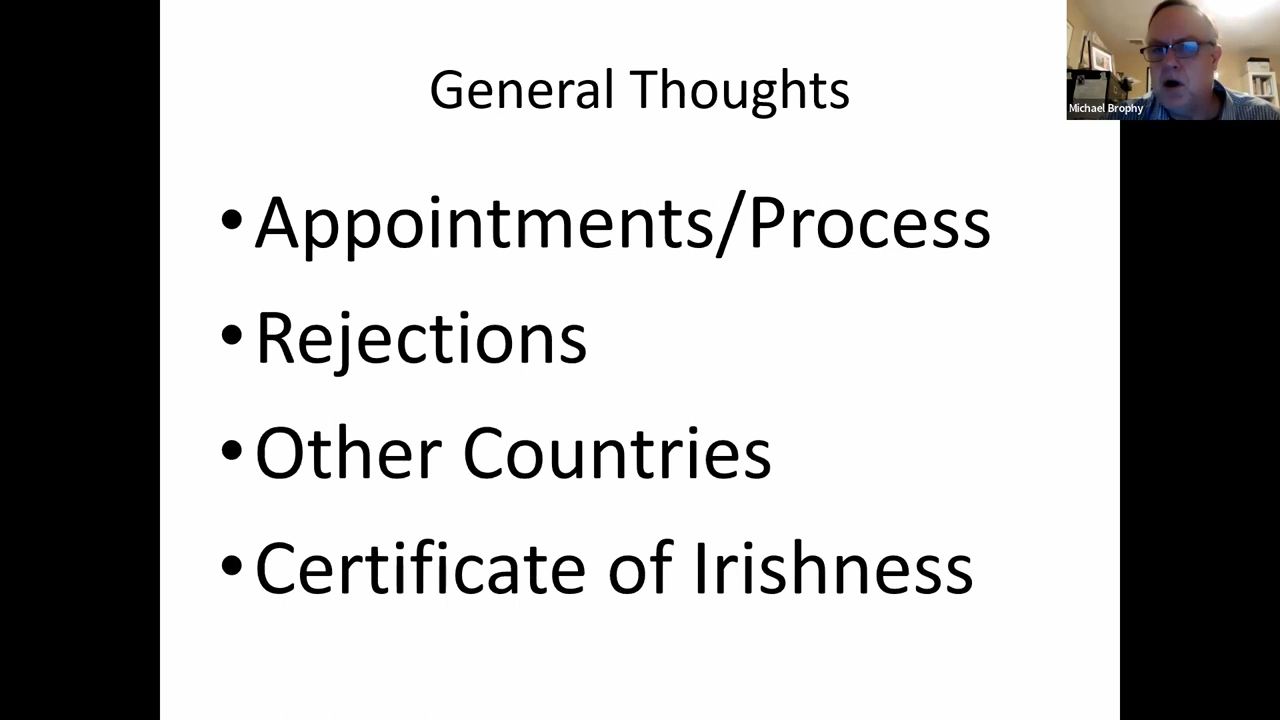 General Thoughts
Michael Brophy
•Appointments/Process
•Rejections
•Other Countries
•Certificate of Irishness